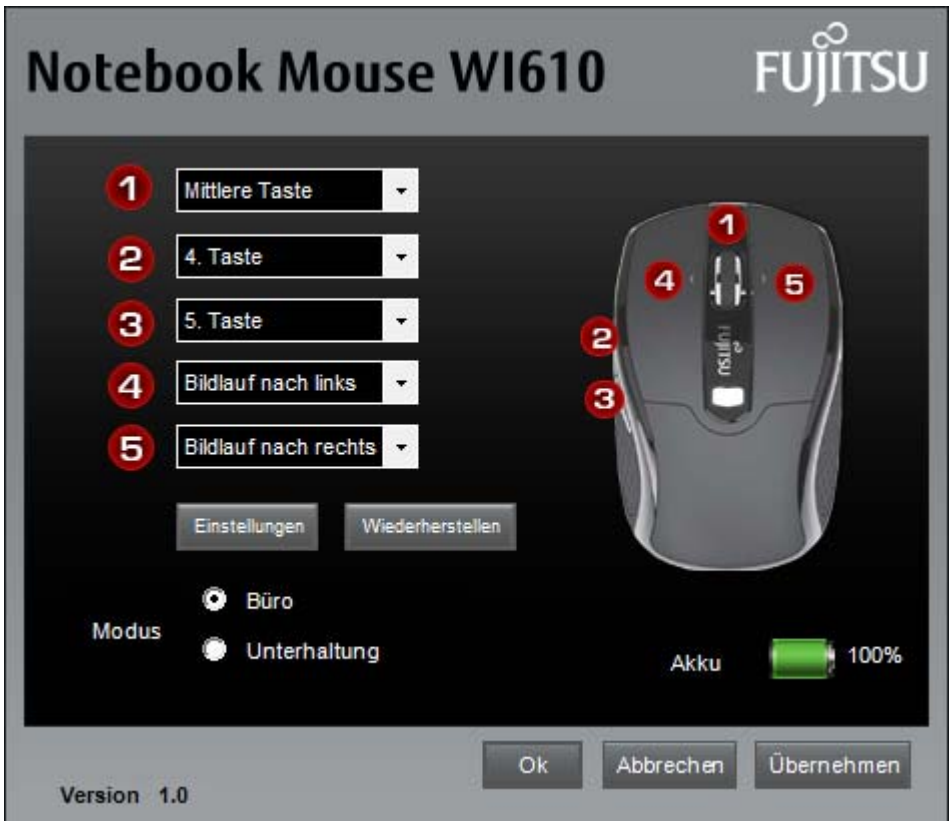 Notebook Mouse WI610
FUJITSU
1 Mittlere Taste
2 4. Taste
3 5. Taste
4 Bildlauf nach links
5 Bildlauf nach rechts
Einstellungen Wiederherstellen
Modus
Büro
Unterhaltung
1
4 5
2
3
FUJITSU
Akku 100%
Ok Abbrechen Übernehmen
Version 1.0